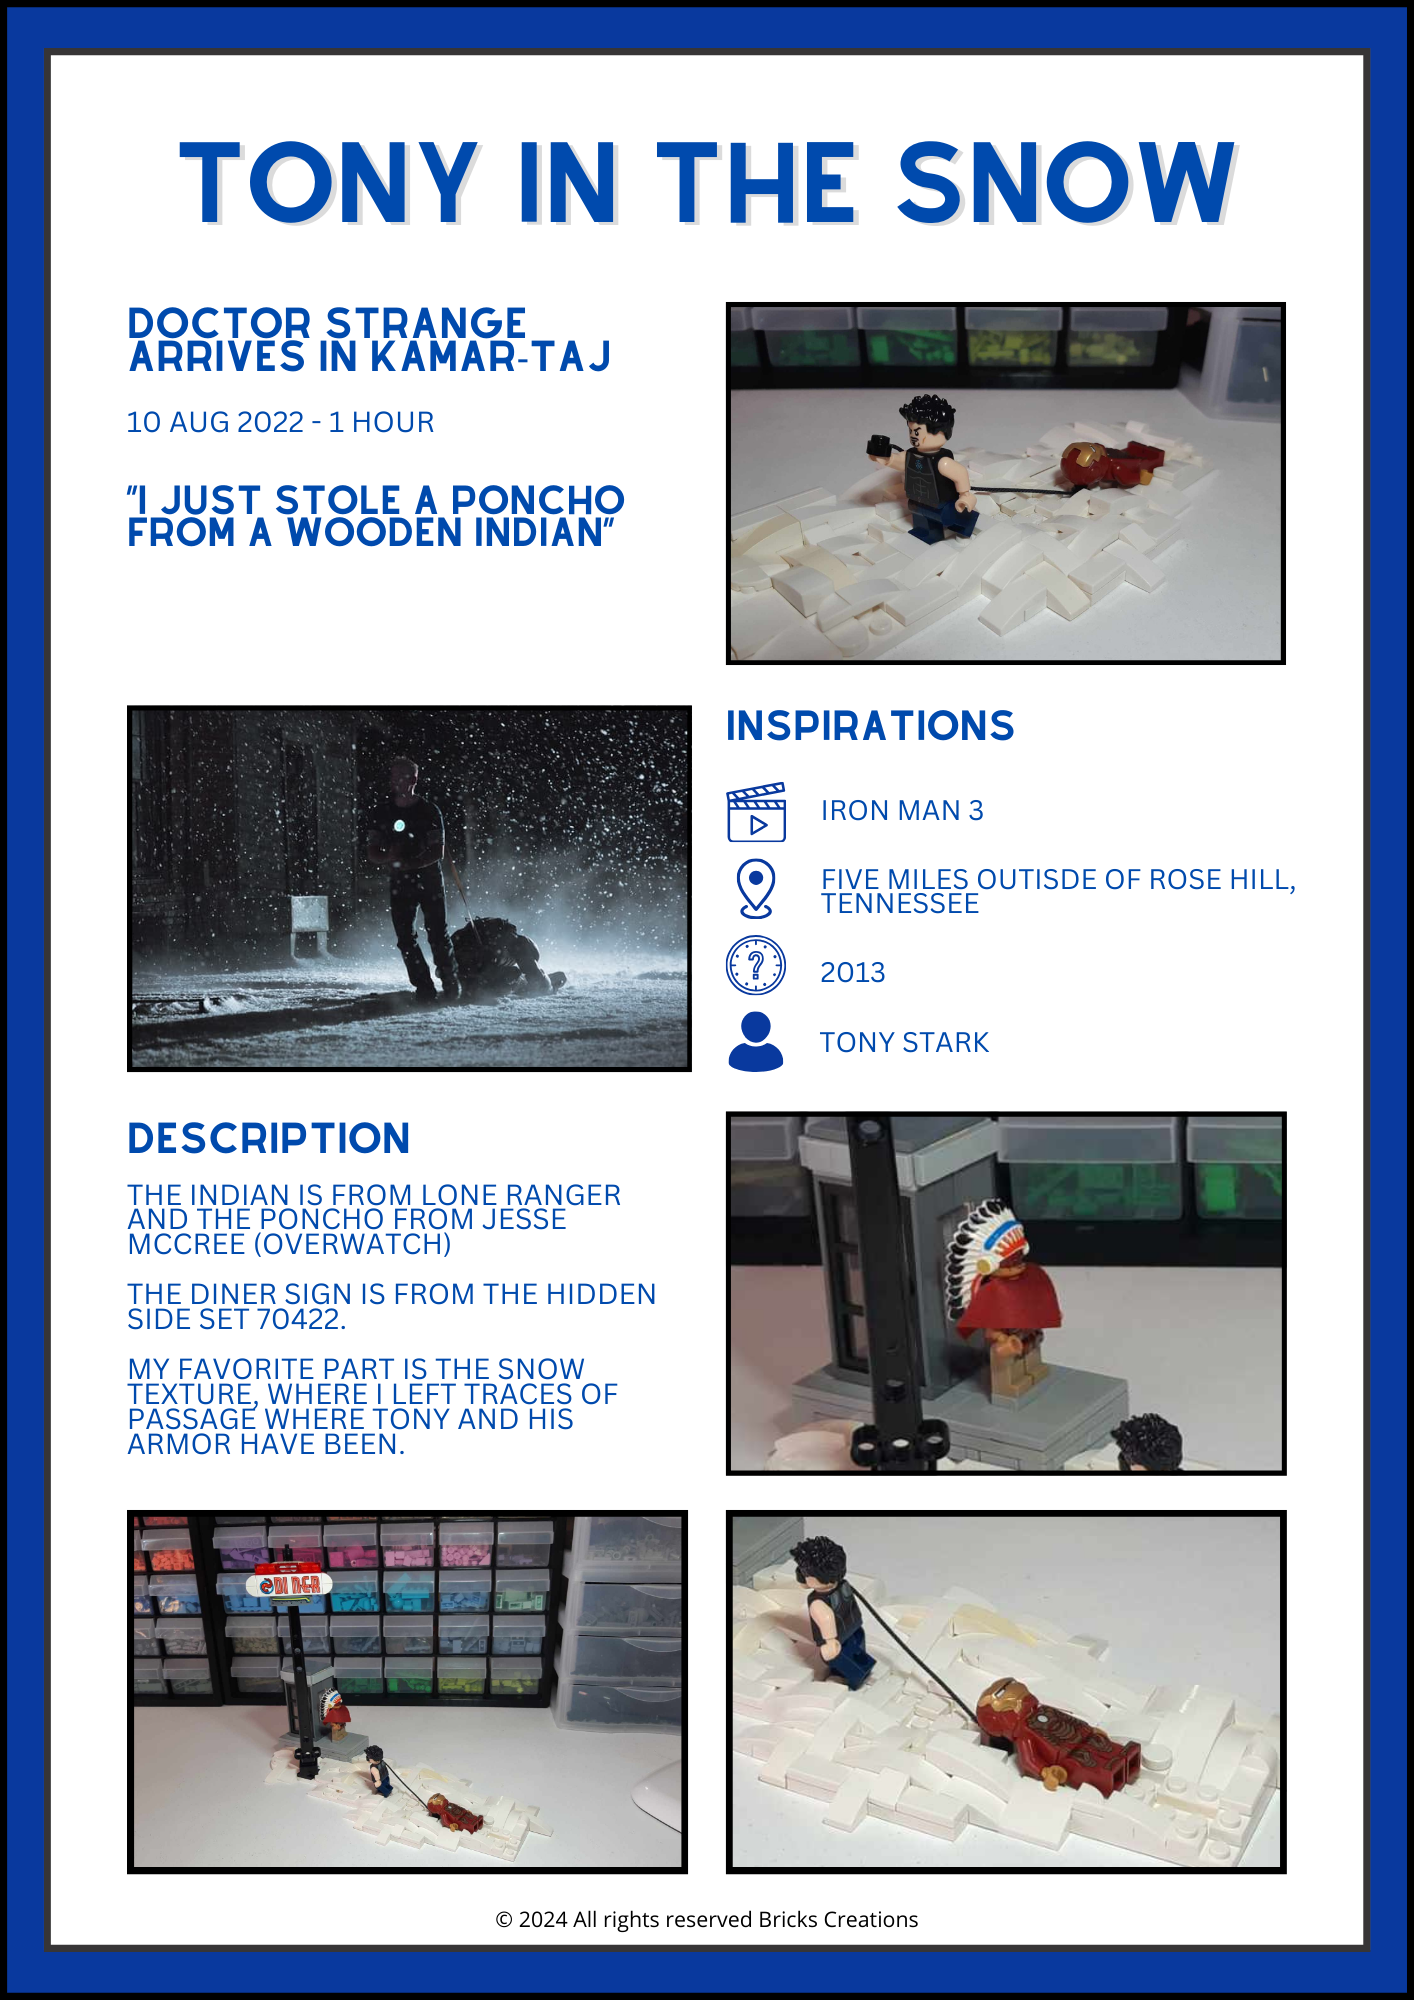 TONY IN THE SNOW
DOCTOR STRANGE
ARRIVES IN KAMAR-TAJ
10 AUG 2022 - 1 HOUR
"I JUST STOLE A PONCHO
FROM A WOODEN INDIAN"
INSPIRATIONS
IRON MAN 3
FIVE MILES OUTISDE OF ROSE HILL,
TENNESSEE
?
2013
TONY STARK
DESCRIPTION
THE INDIAN IS FROM LONE RANGER
AND THE PONCHO FROM JESSE
MCCREE (OVERWATCH)
THE DINER SIGN IS FROM THE HIDDEN
SIDE SET 70422.
MY FAVORITE PART IS THE SNOW
TEXTURE, WHERE I LEFT TRACES OF
PASSAGE WHERE TONY AND HIS
ARMOR HAVE BEEN.
DINER
© 2024 All rights reserved Bricks Creations